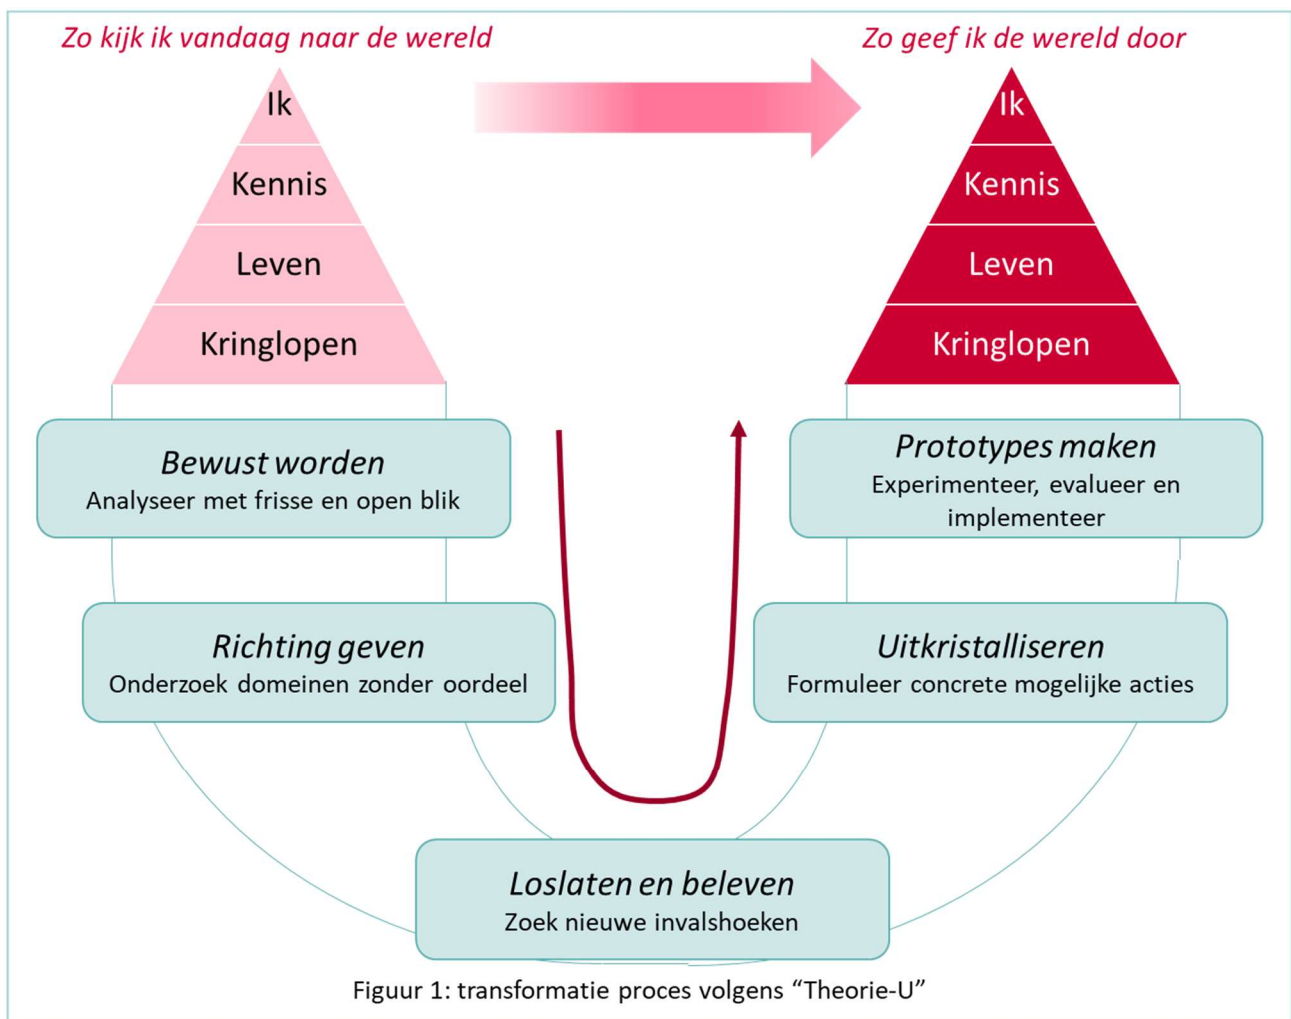 Zo kijk ik vandaag naar de wereld
Ik
Kennis
Leven
Kringlopen
Zo geef ik de wereld door
Ik
Kennis
Leven
Kringlopen
Bewust worden
Analyseer met frisse en open blik
Richting geven
Onderzoek domeinen zonder oordeel
Loslaten en beleven
Zoek nieuwe invalshoeken
Uitkristalliseren
Formuleer concrete mogelijke acties
Prototypes maken
Experimenteer, evalueer en
implementeer
Figuur 1: transformatie proces volgens “Theorie-U”